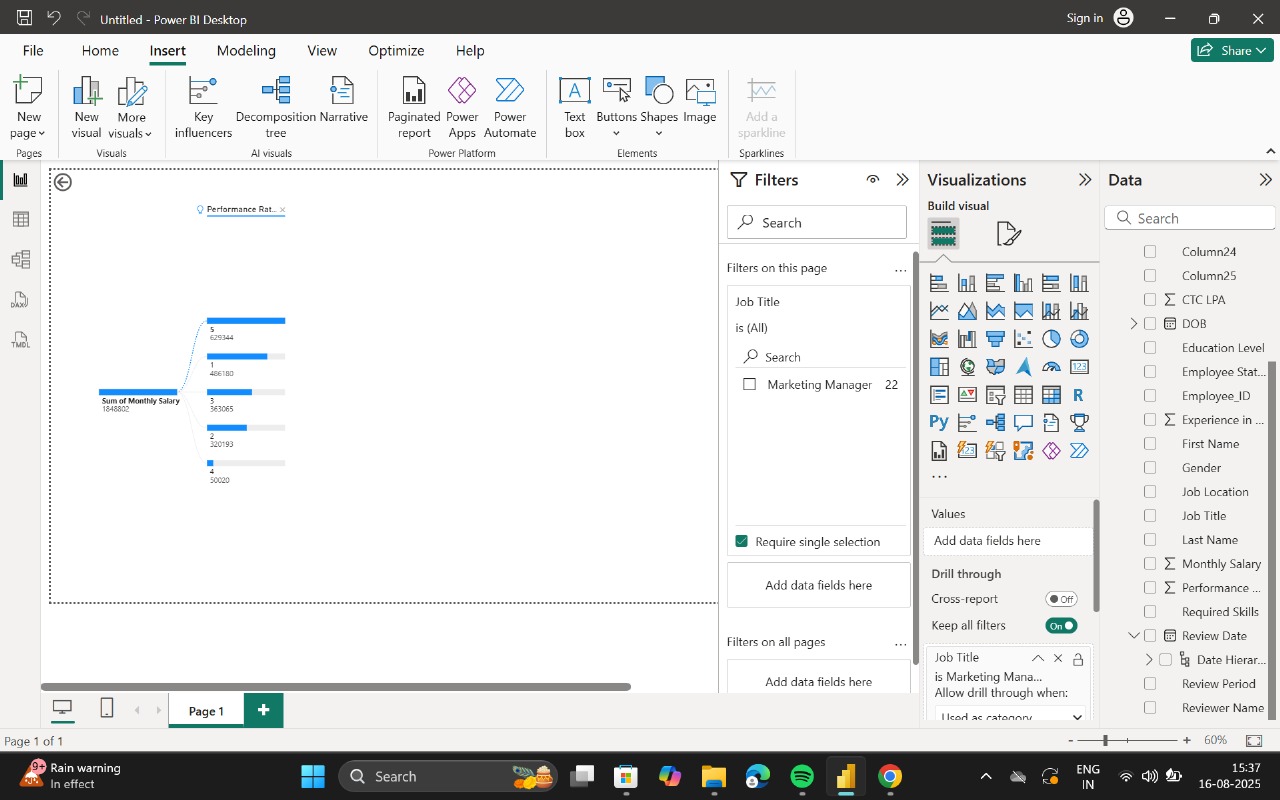 Untitled - Power BI Desktop
Sign in
File Home Insert Modeling View Optimize Help
Share
New page
Pages
New visual
More visuals
Visuals
Key influencers
Decomposition tree
Narrative
AI visuals
Paginated report
Power Apps
Power Automate
Power Platform
Text box
Buttons
Shapes
Image
Elements
Add a sparkline
Sparklines
DAX
TMDL
Performance Rat...
Sum of Monthly Salary
1848802
5
629344
1
486180
3
363065
2
320193
4
50020
Filters
Search
Filters on this page
...
Job Title
is (All)
Search
Marketing Manager 22
Require single selection
Add data fields here
Filters on all pages
...
Add data fields here
Visualizations
Build visual
123
R
Py
123
...
Values
Add data fields here
Drill through
Cross-report
Off
Keep all filters
On
Job Title
is Marketing Mana...
Allow drill through when:
Used as category
Data
Search
Column24
Column25
CTC LPA
DOB
Education Level
Employee Stat...
Employee_ID
Experience in ...
First Name
Gender
Job Location
Job Title
Last Name
Monthly Salary
Performance ...
Required Skills
Review Date
Date Hierar...
Review Period
Reviewer Name
Page 1
+
Page 1 of 1
- + 60%
9+
Rain warning
In effect
Search
ENG
IN
15:37
16-08-2025